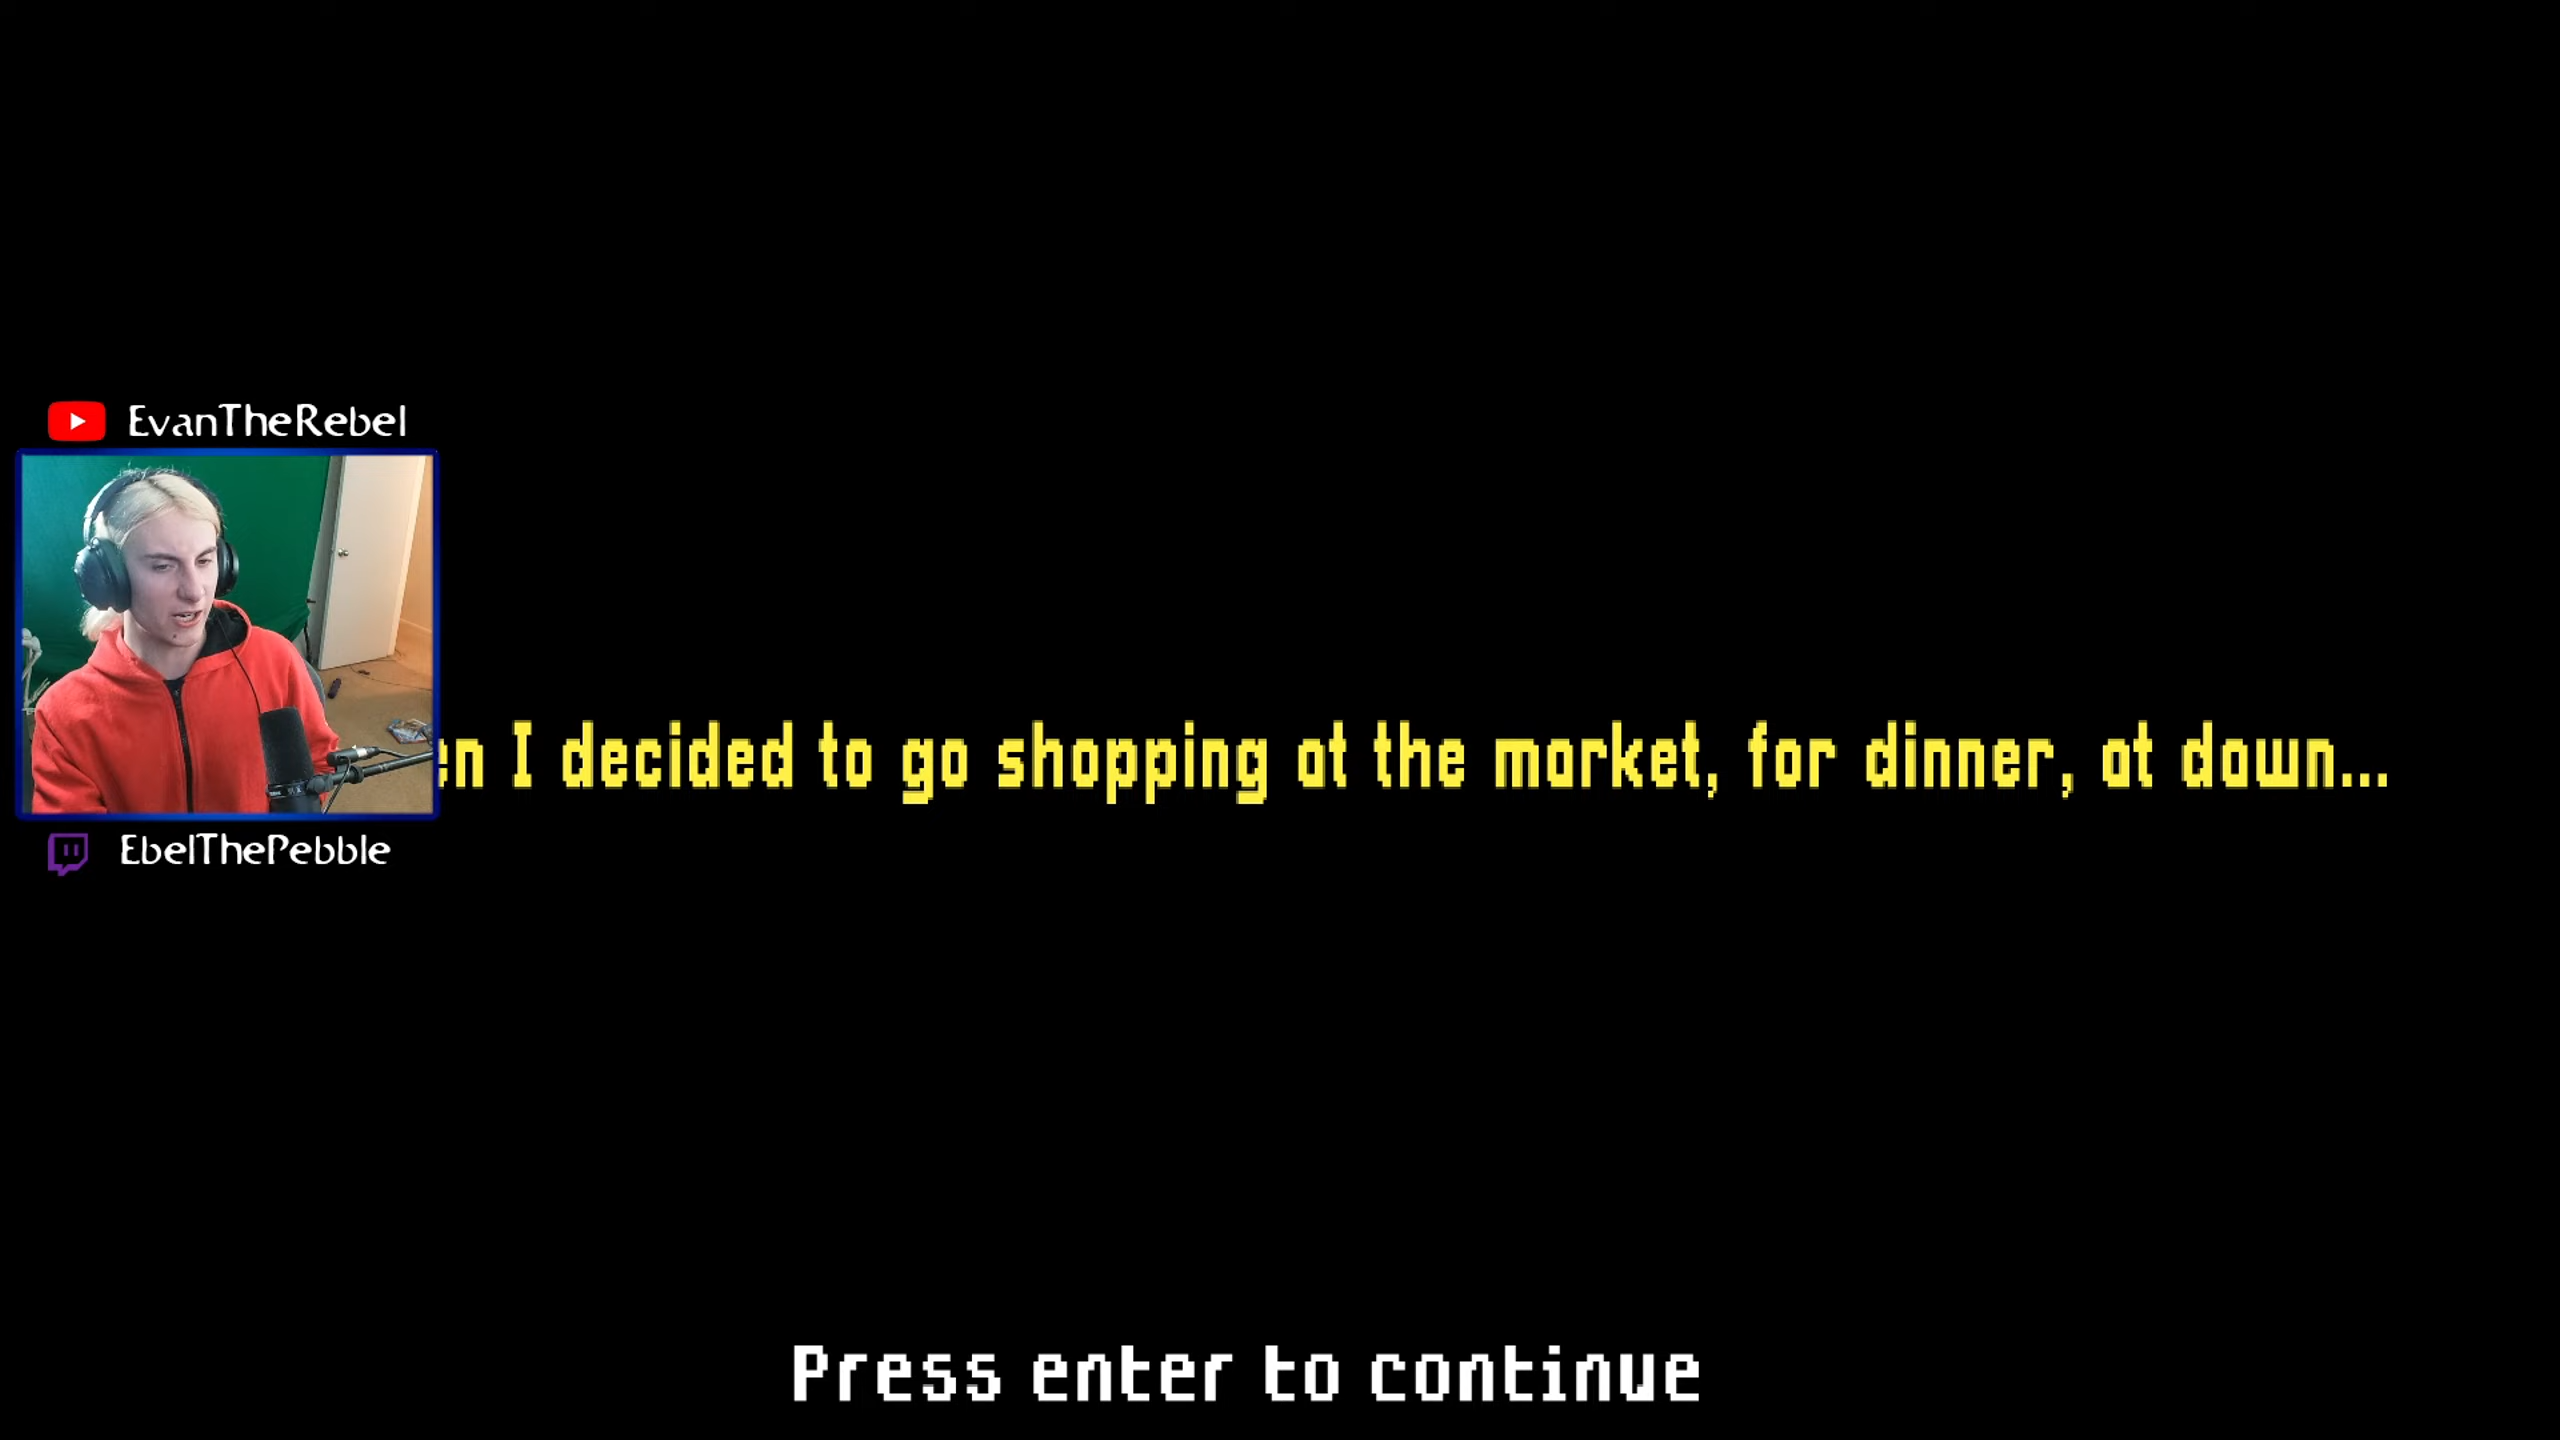 EvanTheRebel
en I decided to go shopping at the market, for dinner, at dawn...
EbelThePebble
Press enter to continue